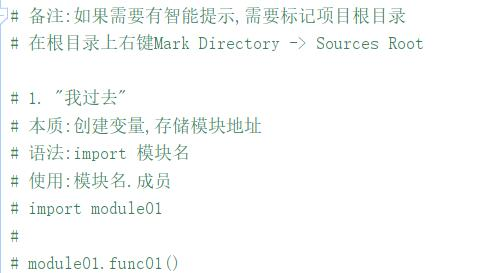 # 备注:如果需要有智能提示,需要标记项目根目录
# 在根目录上右键Mark Directory -> Sources Root
# 1. "我过去"
# 本质:创建变量,存储模块地址
# 语法:import 模块名
# 使用:模块名.成员
# import module01
#
# module01.func01()